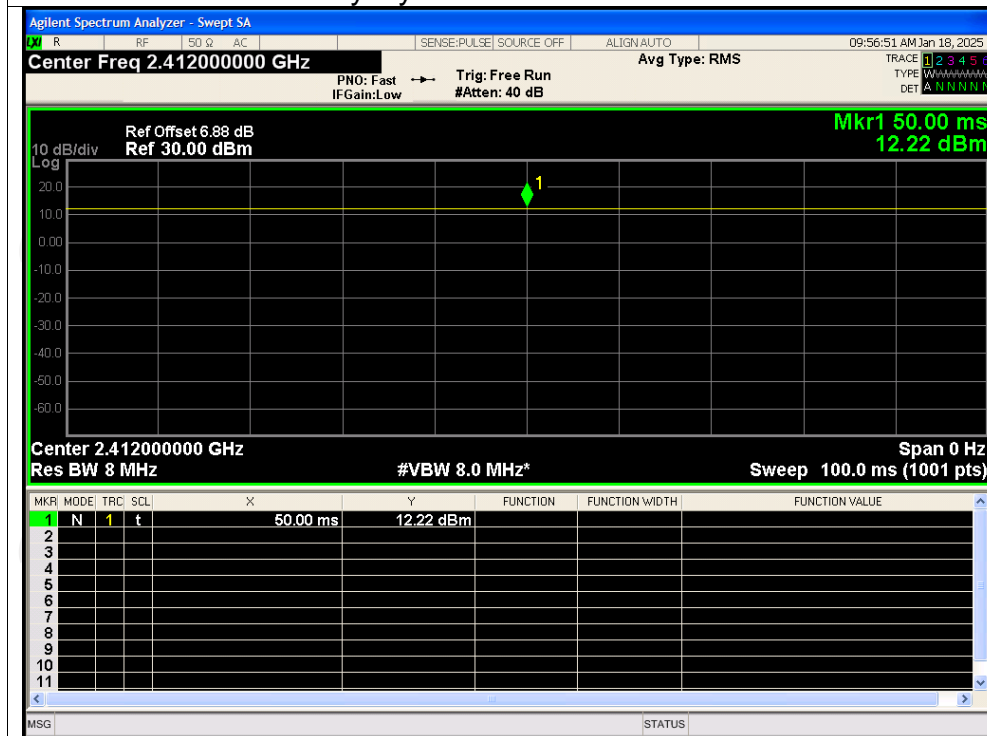 Agilent Spectrum Analyzer - Swept SA
LXI R RF 50 Ω AC SENSE:PULSE SOURCE OFF ALIGN AUTO 09:56:51 AM Jan 18, 2025
Center Freq 2.412000000 GHz Avg Type: RMS TRACE 1 2 3 4 5 6
PNO: Fast Trig: Free Run TYPE
IFGain:Low #Atten: 40 dB DET A N N N N N
Mkr1 50.00 ms
Ref Offset 6.88 dB
10 dB/div Ref 30.00 dBm 12.22 dBm
Log
1
20.0
10.0
0.00
-10.0
-20.0
-30.0
-40.0
-50.0
-60.0
Center 2.412000000 GHz Span 0 Hz
Res BW 8 MHz #VBW 8.0 MHz* Sweep 100.0 ms (1001 pts)
MKR MODE TRC SCL X Y FUNCTION FUNCTION WIDTH FUNCTION VALUE
1 N 1 t 50.00 ms 12.22 dBm
2
3
4
5
6
7
8
9
10
11
MSG STATUS